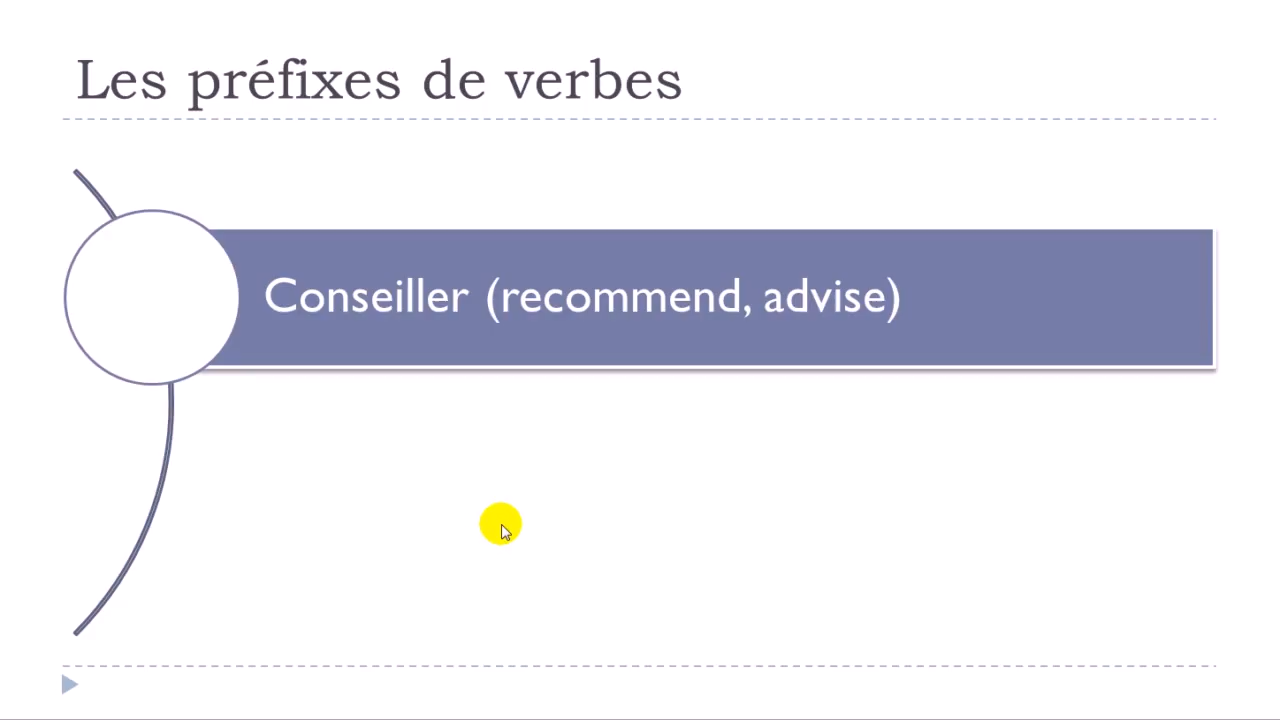 Les préfixes de verbes
Conseiller (recommend, advise)